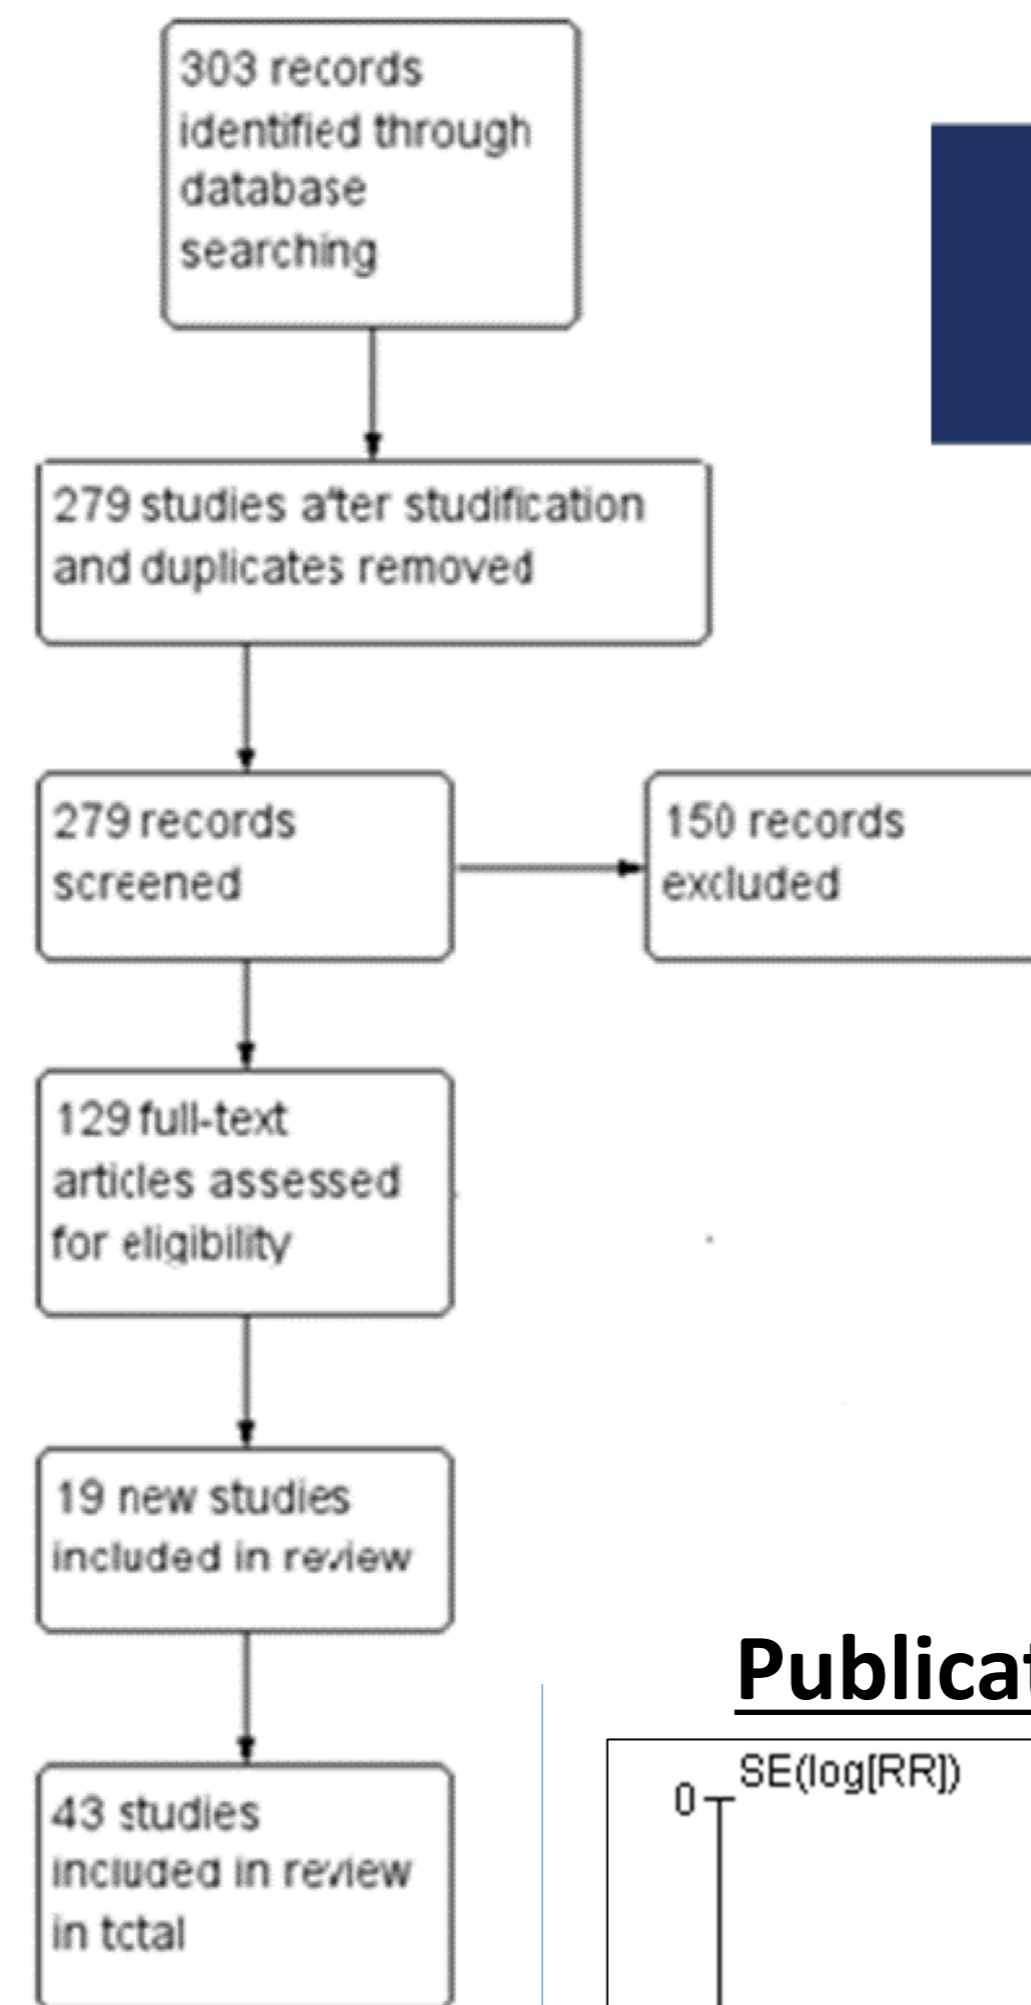 303 records
identified through
database
searching
279 studies after studification
and duplicates removed
279 records
screened
150 records
excluded
129 full-text
articles assessed
for eligibility
19 new studies
included in review
43 studies
included in review
in total
Publicat
SE(log[RR])
0